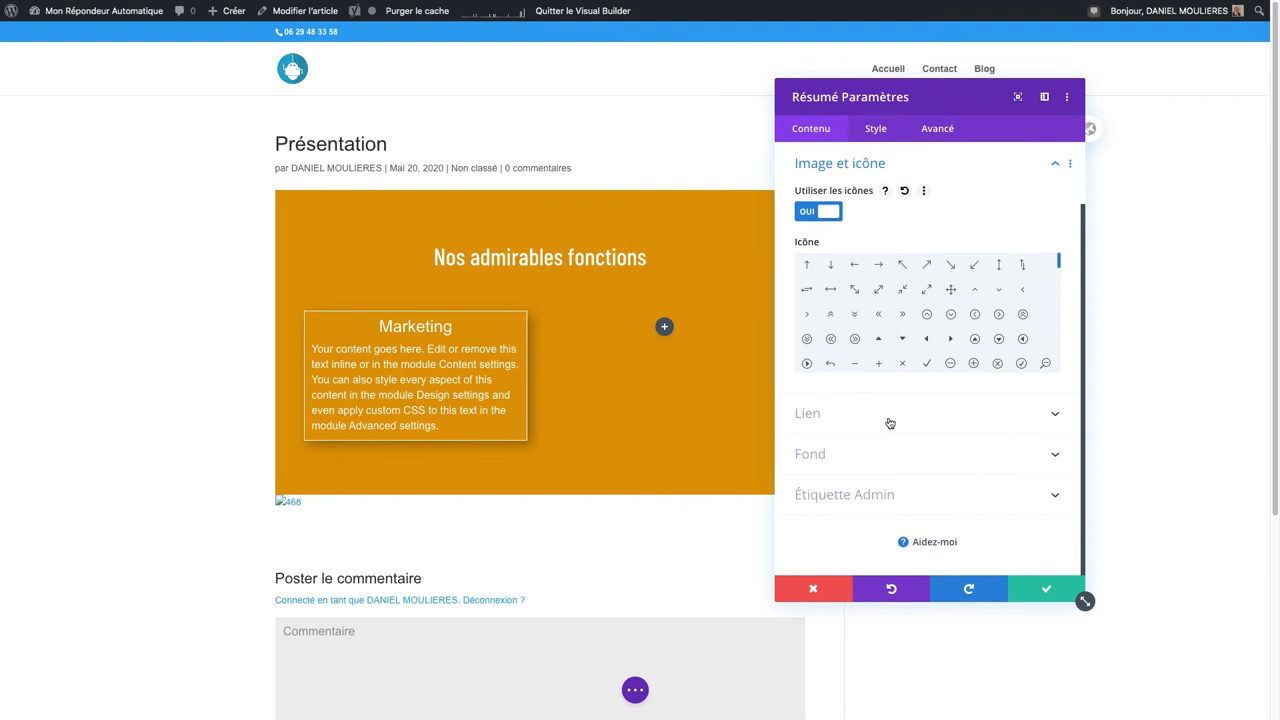 Mon Répondeur Automatique 0 Créer Modifier l'article Purger le cache Quitter le Visual Builder Bonjour, DANIEL MOULIERES
06 29 48 33 58
Accueil Contact Blog
Présentation
par DANIEL MOULIERES | Mai 20, 2020 | Non classé | 0 commentaires
Nos admirables fonctions
Marketing
Your content goes here. Edit or remove this
text inline or in the module Content settings.
You can also style every aspect of this
content in the module Design settings and
even apply custom CSS to this text in the
module Advanced settings.
468
Poster le commentaire
Connecté en tant que DANIEL MOULIERES. Déconnexion ?
Commentaire
Résumé Paramètres
Contenu Style Avancé
Image et icône
Utiliser les icônes ?
OUI
Icône
Lien
Fond
Étiquette Admin
? Aidez-moi